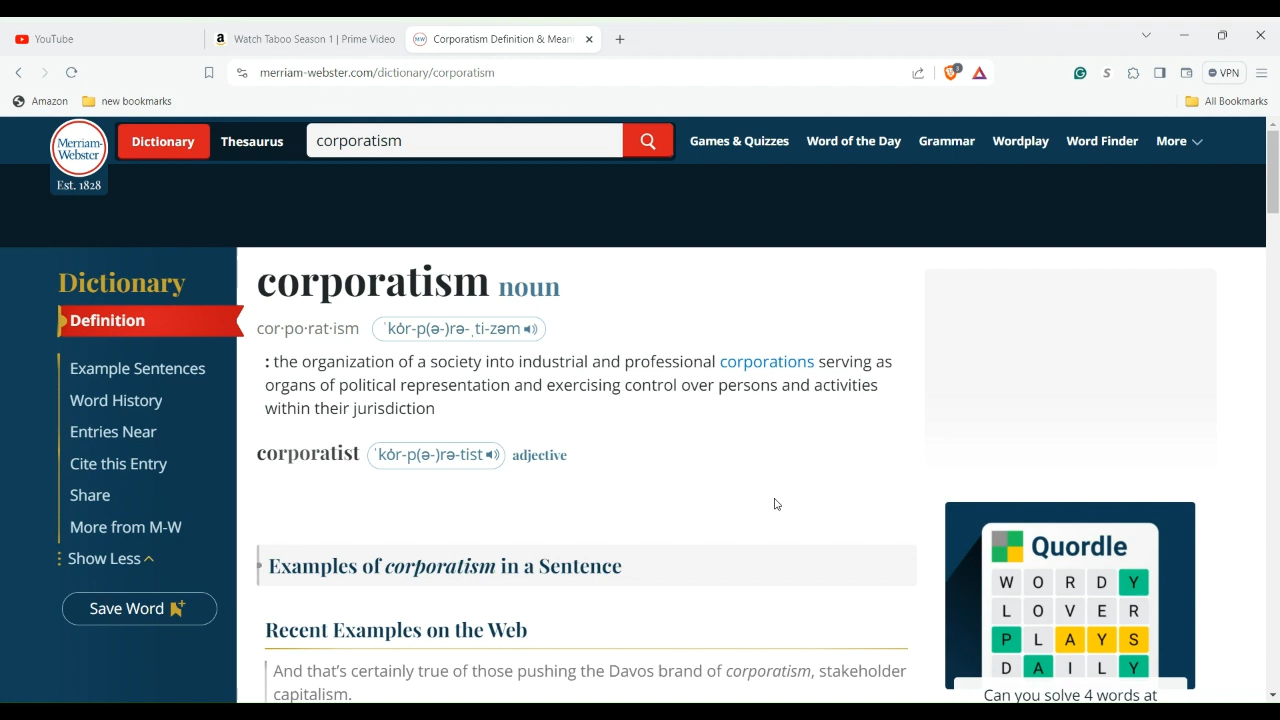 YouTube
Watch Taboo Season 1 | Prime Video
Corporatism Definition & Mean
merriam-webster.com/dictionary/corporatism
3
VPN
Amazon
new bookmarks
All Bookmarks
Merriam-
Webster
Est. 1828
Dictionary
Thesaurus
corporatism
Games & Quizzes
Word of the Day
Grammar
Wordplay
Word Finder
More
Dictionary
Definition
Example Sentences
Word History
Entries Near
Cite this Entry
Share
More from M-W
Show Less
Save Word
corporatism noun
cor·po·rat·ism ˈkȯr-p(ə-)rə-ˌti-zəm
: the organization of a society into industrial and professional corporations serving as
organs of political representation and exercising control over persons and activities
within their jurisdiction
corporatist ˈkȯr-p(ə-)rə-tist adjective
Examples of corporatism in a Sentence
Recent Examples on the Web
And that's certainly true of those pushing the Davos brand of corporatism, stakeholder
capitalism.
Quordle
W O R D Y
L O V E R
P L A Y S
D A I L Y
Can you solve 4 words at